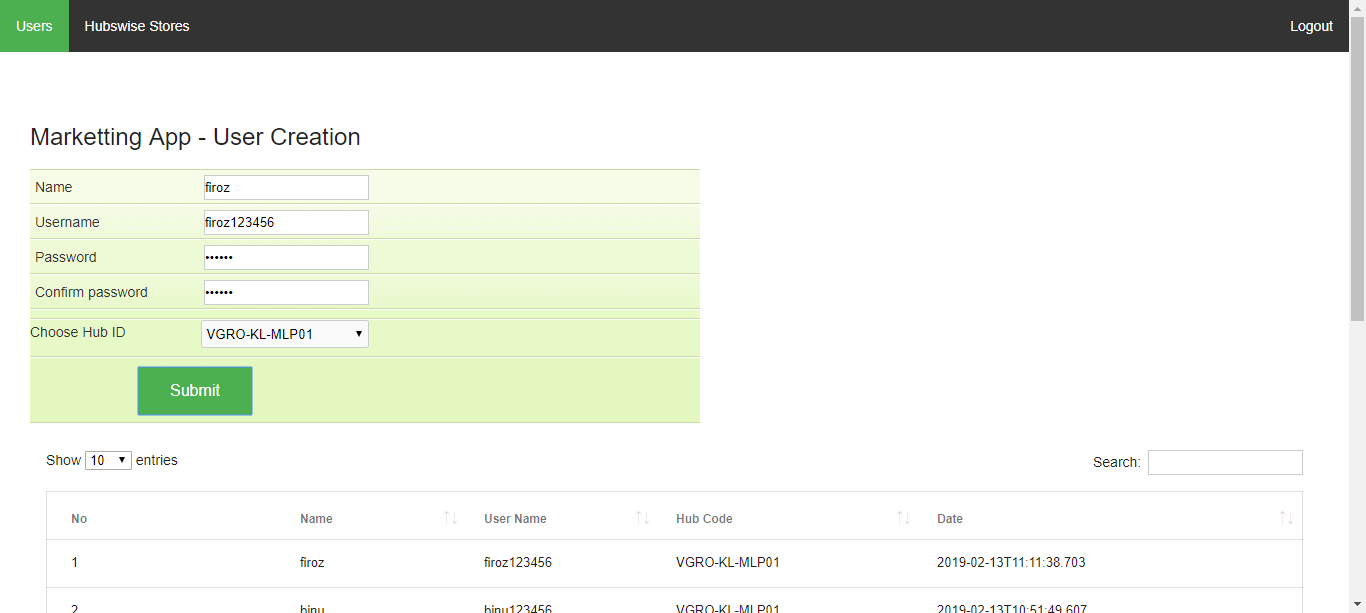 Users Hubswise Stores Logout
Marketting App - User Creation
Name firoz
Username firoz123456
Password ••••••
Confirm password ••••••
Choose Hub ID VGRO-KL-MLP01
Submit
Show 10 entries Search:
No Name User Name Hub Code Date
1 firoz firoz123456 VGRO-KL-MLP01 2019-02-13T11:11:38.703
2 binu binu123456 VGRO-KL-MLP01 2019-02-13T10:51:49.607